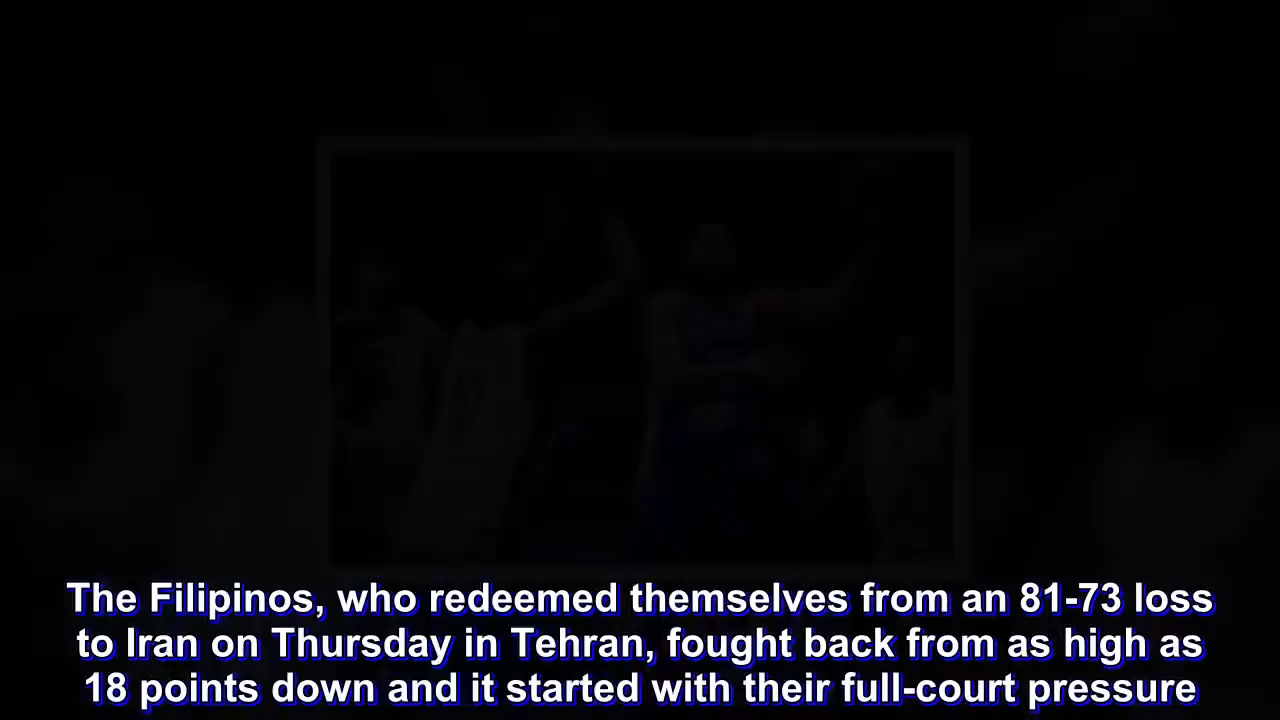 The Filipinos, who redeemed themselves from an 81-73 loss
to Iran on Thursday in Tehran, fought back from as high as
18 points down and it started with their full-court pressure